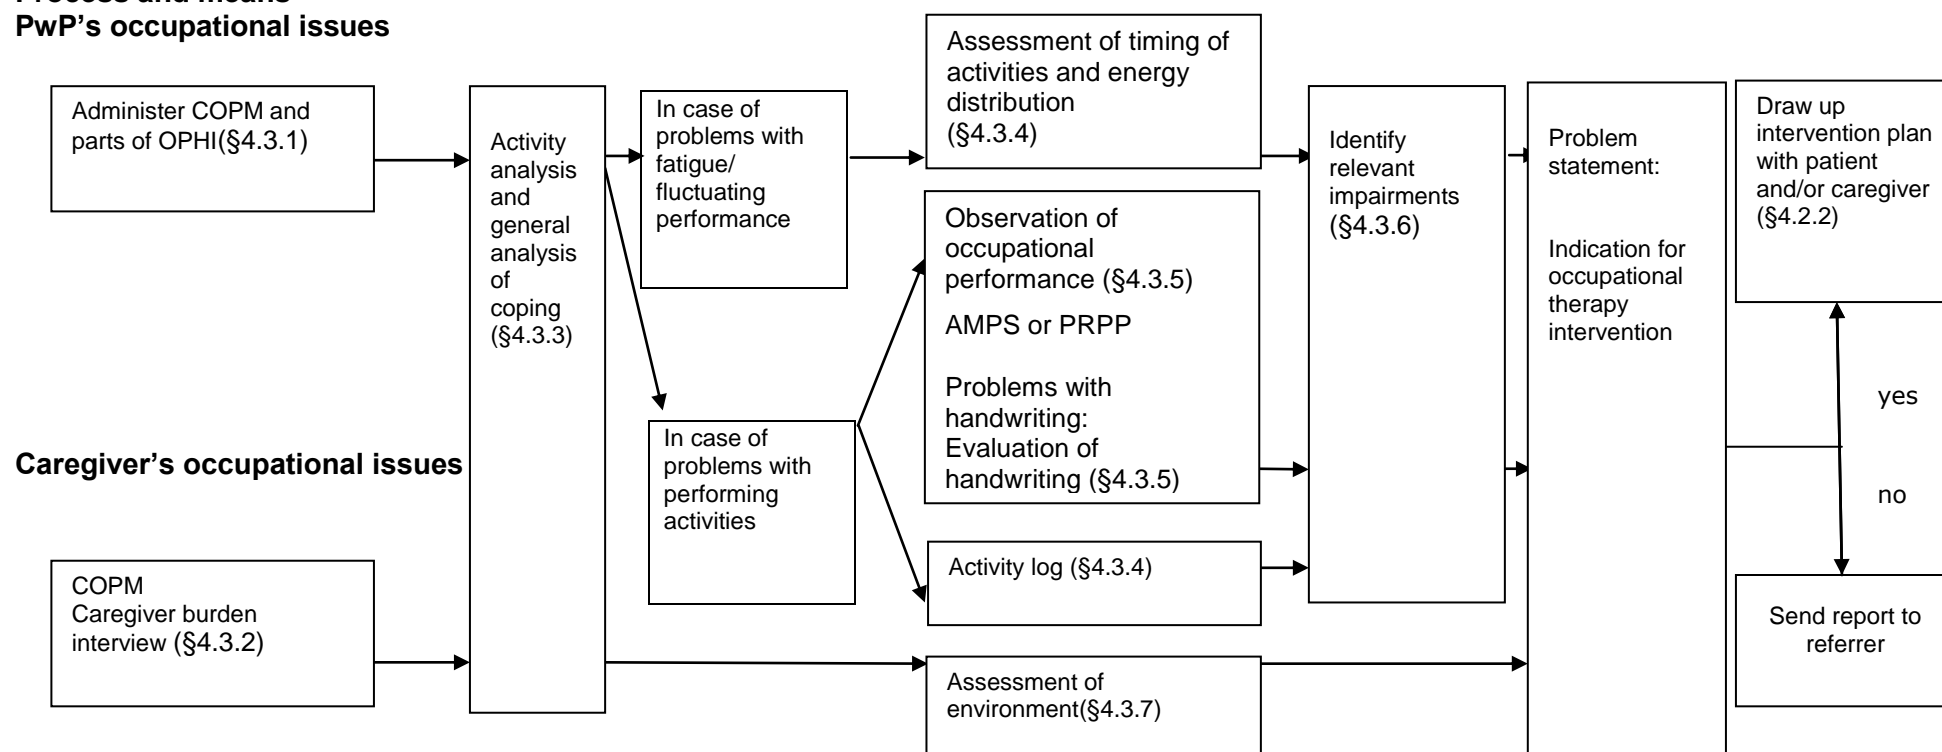 Process and means
PwP's occupational issues
Administer COPM and
parts of OPHI(§4.3.1)
Activity
analysis
and
general
analysis
of
coping
(§4.3.3)
In case of
problems with
fatigue/
fluctuating
performance
Assessment of timing of
activities and energy
distribution
(§4.3.4)
Observation of
occupational
performance (§4.3.5)
AMPS or PRPP
Problems with
handwriting:
Evaluation of
handwriting (§4.3.5)
Identify
relevant
impairments
(§4.3.6)
Problem
statement:
Indication for
occupational
therapy
intervention
Draw up
intervention plan
with patient
and/or caregiver
(§4.2.2)
yes
no
Caregiver's occupational issues
In case of
problems with
performing
activities
Activity log (§4.3.4)
COPM
Caregiver burden
interview (§4.3.2)
Assessment of
environment(§4.3.7)
Send report to
referrer